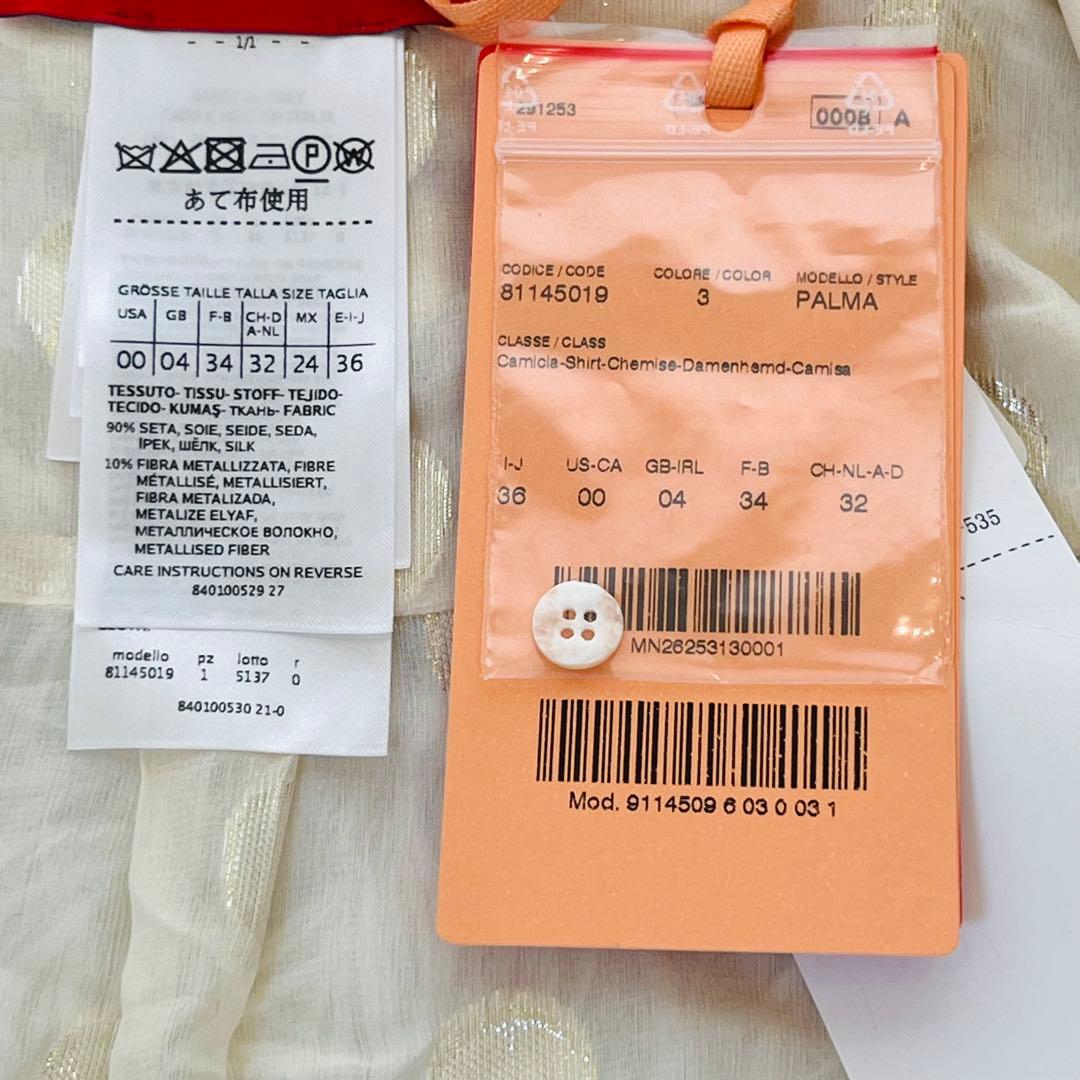 - - 1/1 - -
あて布使用
GRÖSSE TAILLE TALLA SIZE TAGLIA
USA GB F-B CH-D A-NL MX E-I-J
00 04 34 32 24 36
TESSUTO- TISSU- STOFF- TEJIDO-
TECIDO- KUMAŞ- ТКАНЬ- FABRIC
90% SETA, SOIE, SEIDE, SEDA,
İPEK, ШЁЛК, SILK
10% FIBRA METALLIZZATA, FIBRE
MÉTALLISÉ, METALLISIERT,
FIBRA METALIZADA,
METALIZE ELYAF,
МЕТАЛЛИЧЕСКОЕ ВОЛОКНО,
METALLISED FIBER
CARE INSTRUCTIONS ON REVERSE
840100529 27
modello pz lotto r
81145019 1 5137 0
840100530 21-0
291253
0008 A
CODICE / CODE COLORE / COLOR MODELLO / STYLE
81145019 3 PALMA
CLASSE / CLASS
Camicia-Shirt-Chemise-Damenhemd-Camisa
I-J US-CA GB-IRL F-B CH-NL-A-D
36 00 04 34 32
MN26253130001
Mod. 9114509 6 03 0 03 1
-535